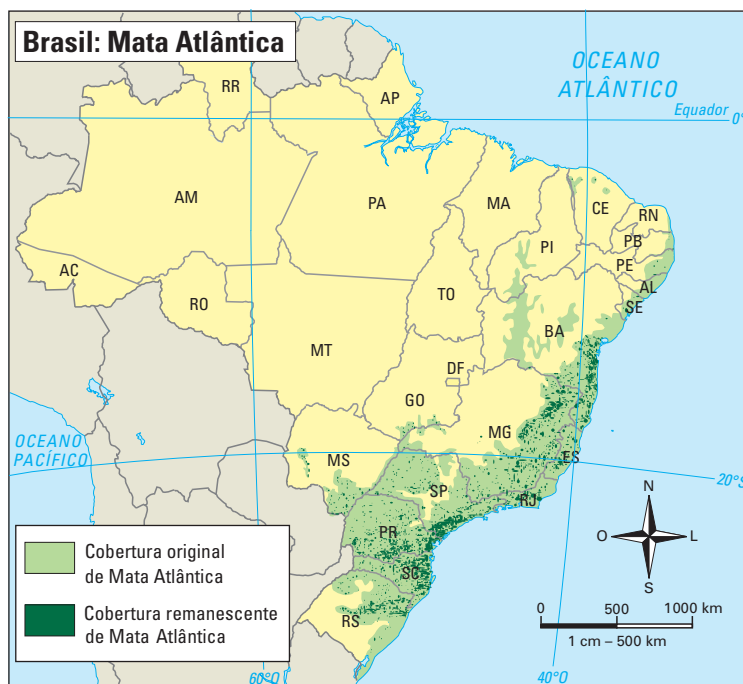 Brasil: Mata Atlântica
OCEANO
ATLÂNTICO
Equador
0°
RR
AP
AM
PA
MA
CE
RN
PB
PI
PE
AC
AL
TO
SE
RO
BA
MT
DF
GO
MG
OCEANO
PACÍFICO
MS
ES
20°S
SP
RJ
N
PR
O
L
S
SC
RS
Cobertura original
de Mata Atlântica
Cobertura remanescente
de Mata Atlântica
0
500
1000 km
1 cm – 500 km
60°O
40°O